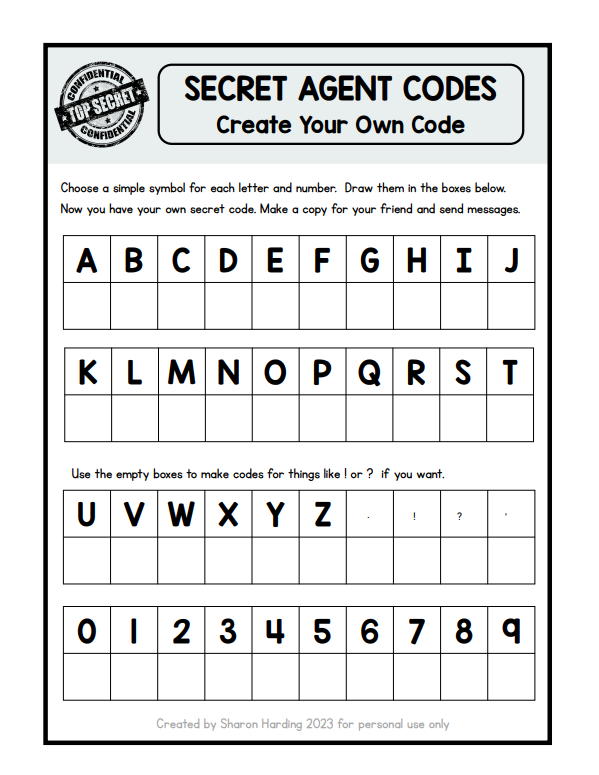 CONFIDENTIAL
TOP SECRET
CONFIDENTIAL
SECRET AGENT CODES
Create Your Own Code
Choose a simple symbol for each letter and number. Draw them in the boxes below.
Now you have your own secret code. Make a copy for your friend and send messages.
A B C D E F G H I J
K L M N O P Q R S T
Use the empty boxes to make codes for things like ! or ? if you want.
U V W X Y Z . ! ? '
0 1 2 3 4 5 6 7 8 9
Created by Sharon Harding 2023 for personal use only